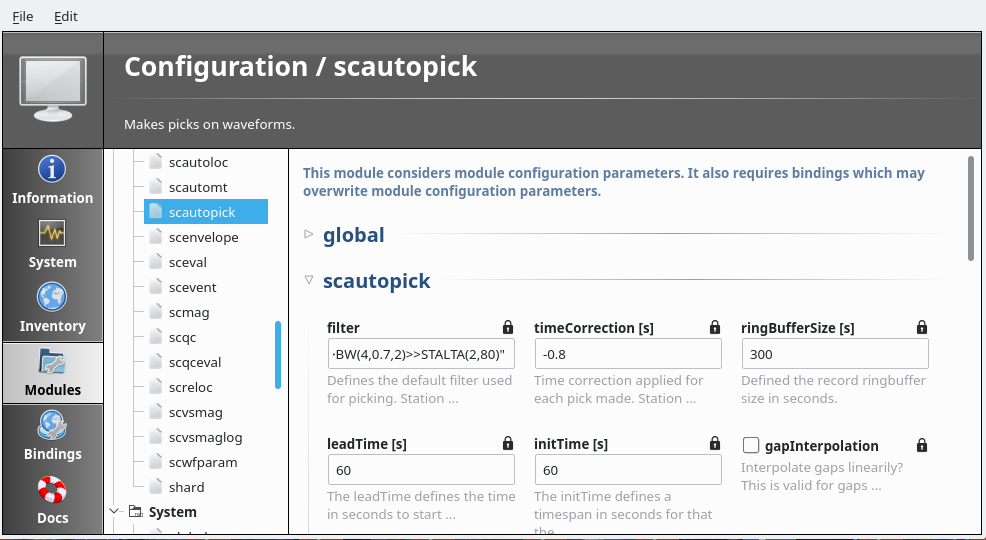 File Edit
Configuration / scautopick
Makes picks on waveforms.
Information
System
Inventory
Modules
Bindings
Docs
scautoloc
scautomt
scautopick
scenvelope
sceval
scevent
scmag
scqc
scqceval
screloc
scvsmag
scvsmaglog
scwfparam
shard
System
This module considers module configuration parameters. It also requires bindings which may
overwrite module configuration parameters.
global
scautopick
filter
BW(4,0.7,2)>>STALTA(2,80)"
Defines the default filter used
for picking. Station ...
timeCorrection [s]
-0.8
Time correction applied for
each pick made. Station ...
ringBufferSize [s]
300
Defined the record ringbuffer
size in seconds.
leadTime [s]
60
The leadTime defines the time
in seconds to start ...
initTime [s]
60
The initTime defines a
timespan in seconds for that
the...
gapInterpolation
Interpolate gaps linearily?
This is valid for gaps ...